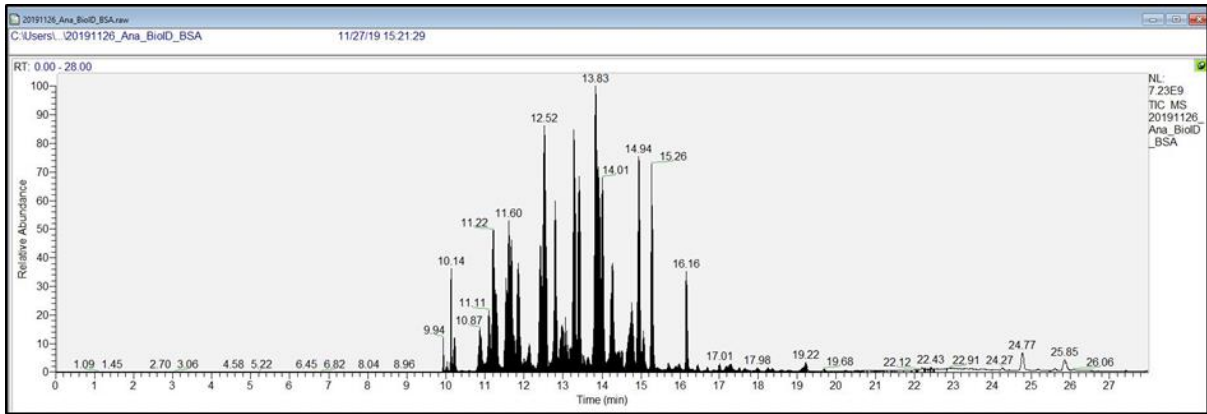 20191126_Ana_BioID_BSA.raw
C:\Users\...\20191126_Ana_BioID_BSA 11/27/19 15:21:29
RT: 0.00 - 28.00
NL:
7.23E9
TIC MS
20191126_
Ana_BioID
_BSA
Relative Abundance
100
90
80
70
60
50
40
30
20
10
0
13.83
12.52
14.94
15.26
14.01
11.60
11.22
10.14
16.16
11.11
10.87
9.94
1.09 1.45 2.70 3.06 4.58 5.22 6.45 6.82 8.04 8.96 17.01 17.98 19.22 19.68 22.12 22.43 22.91 24.27 24.77 25.85 26.06
0 1 2 3 4 5 6 7 8 9 10 11 12 13 14 15 16 17 18 19 20 21 22 23 24 25 26 27
Time (min)